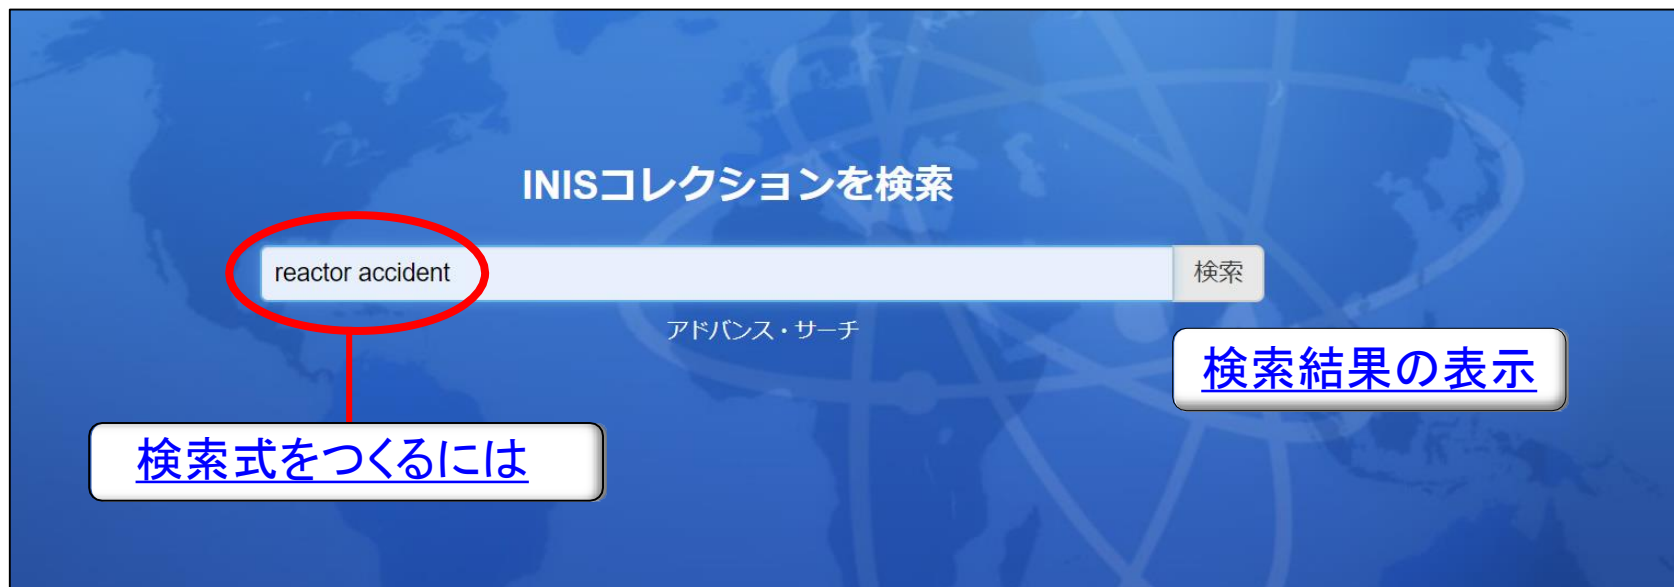 INISコレクションを検索
reactor accident
検索
アドバンス・サーチ
検索結果の表示
検索式をつくるには